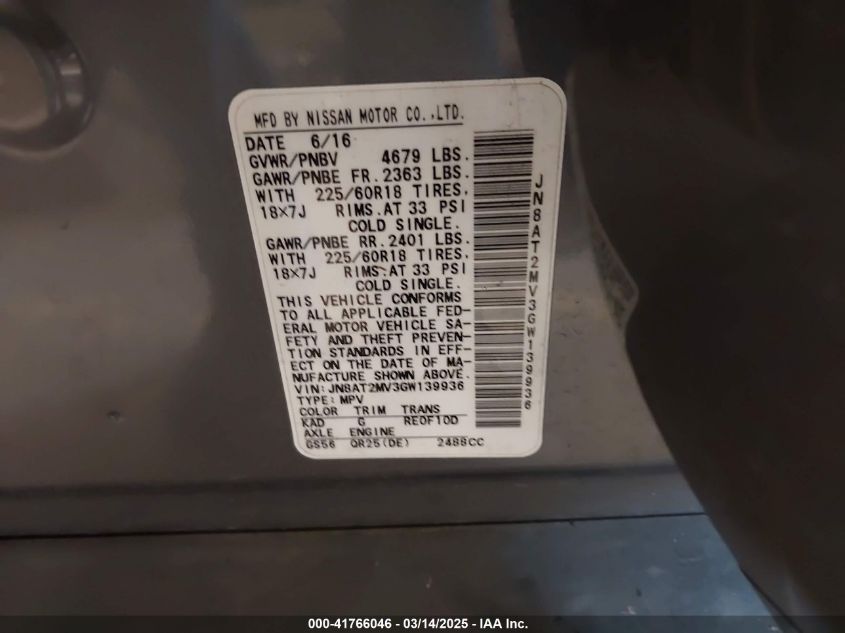 MFD BY NISSAN MOTOR CO.,LTD.
DATE 6/16
GVWR/PNBV 4679 LBS.
GAWR/PNBE FR. 2363 LBS.
WITH 225/60R18 TIRES,
18×7J RIMS.AT 33 PSI
COLD SINGLE.
GAWR/PNBE RR. 2401 LBS.
WITH 225/60R18 TIRES,
18×7J RIMS.AT 33 PSI
COLD SINGLE.
THIS VEHICLE CONFORMS
TO ALL APPLICABLE FED-
ERAL MOTOR VEHICLE SA-
FETY AND THEFT PREVEN-
TION STANDARDS IN EFF-
ECT ON THE DATE OF MA-
NUFACTURE SHOWN ABOVE.
VIN:JN8AT2MV3GW139936
TYPE:MPV
COLOR TRIM TRANS
KAD G RE0F10D
AXLE ENGINE
GS56 QR25(DE) 2488CC
JN8AT2MV3GW139936
000-41766046 - 03/14/2025 - IAA Inc.